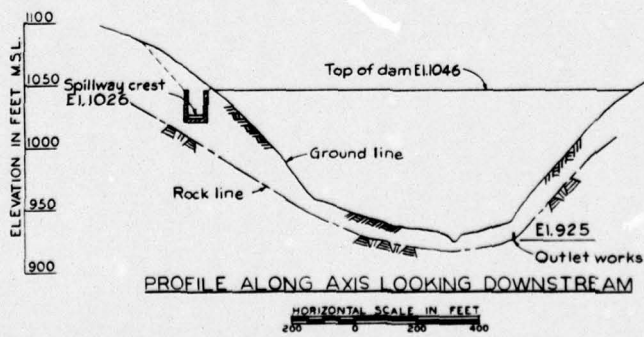 1100
1050
1000
950
900
ELEVATION IN FEET M.S.L.
Spillway crest
El.1026
Top of dam El.1046
Ground line
Rock line
El.925
Outlet works
PROFILE ALONG AXIS LOOKING DOWNSTREAM
HORIZONTAL SCALE IN FEET
200 0 200 400